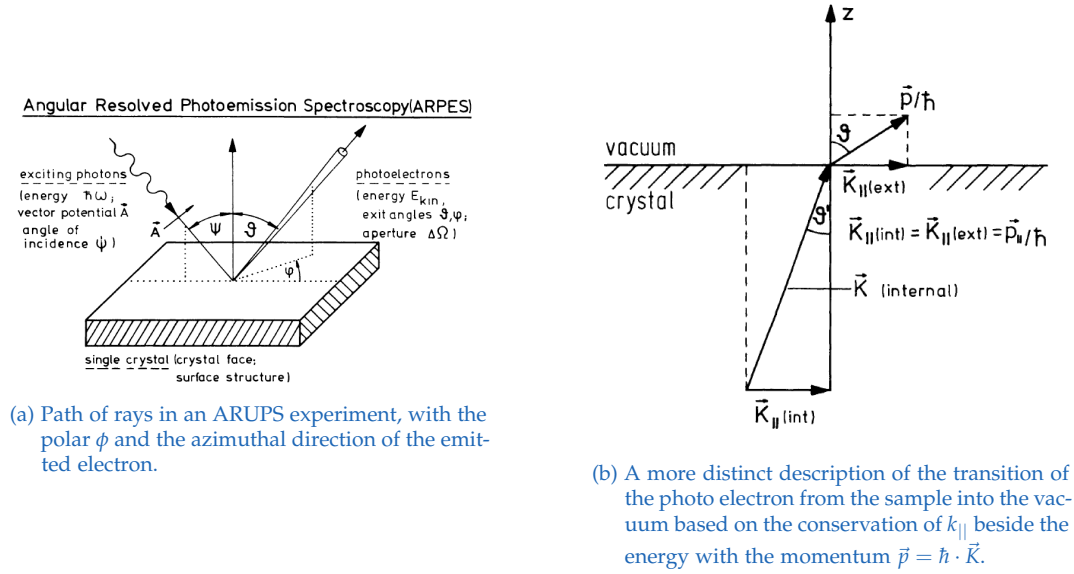 Angular Resolved Photoemission Spectroscopy(ARPES)
exciting photons
(energy ħω;
vector potential A⃗
angle of
incidence ψ)
A⃗
ψ
ϑ
photoelectrons
(energy E_kin,
exit angles ϑ,φ;
aperture ΔΩ)
φ
single crystal (crystal face;
surface structure)
(a) Path of rays in an ARUPS experiment, with the
polar ϕ and the azimuthal direction of the emit-
ted electron.
z
p⃗/ħ
ϑ
vacuum
crystal
K⃗_||(ext)
ϑ'
K⃗_||(int) = K⃗_||(ext) = p⃗_||/ħ
K⃗ (internal)
K⃗_||(int)
(b) A more distinct description of the transition of
the photo electron from the sample into the vac-
uum based on the conservation of k_|| beside the
energy with the momentum p⃗ = ħ · K⃗.